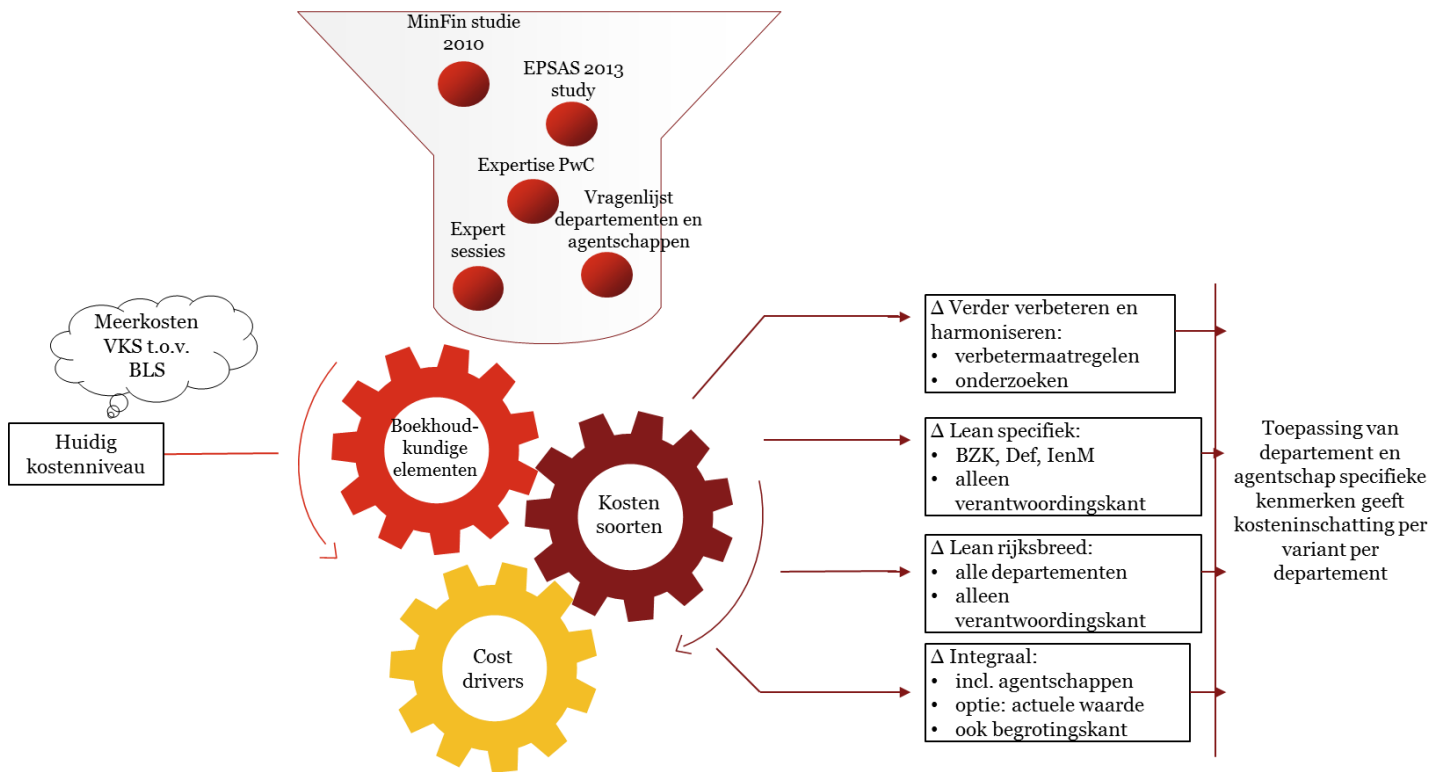 MinFin studie
2010
EPSAS 2013
study
Expertise PwC
Vragenlijst
departementen en
agentschappen
Expert
sessies
Meerkosten
VKS t.o.v.
BLS
Huidig
kostenniveau
Boekhoud-
kundige
elementen
Kosten
soorten
Cost
drivers
Δ Verder verbeteren en
harmoniseren:
• verbetermaatregelen
• onderzoeken
Δ Lean specifiek:
• BZK, Def, IenM
• alleen
verantwoordingskant
Δ Lean rijksbreed:
• alle departementen
• alleen
verantwoordingskant
Δ Integraal:
• incl. agentschappen
• optie: actuele waarde
• ook begrotingskant
Toepassing van
departement en
agentschap specifieke
kenmerken geeft
kosteninschatting per
variant per
departement